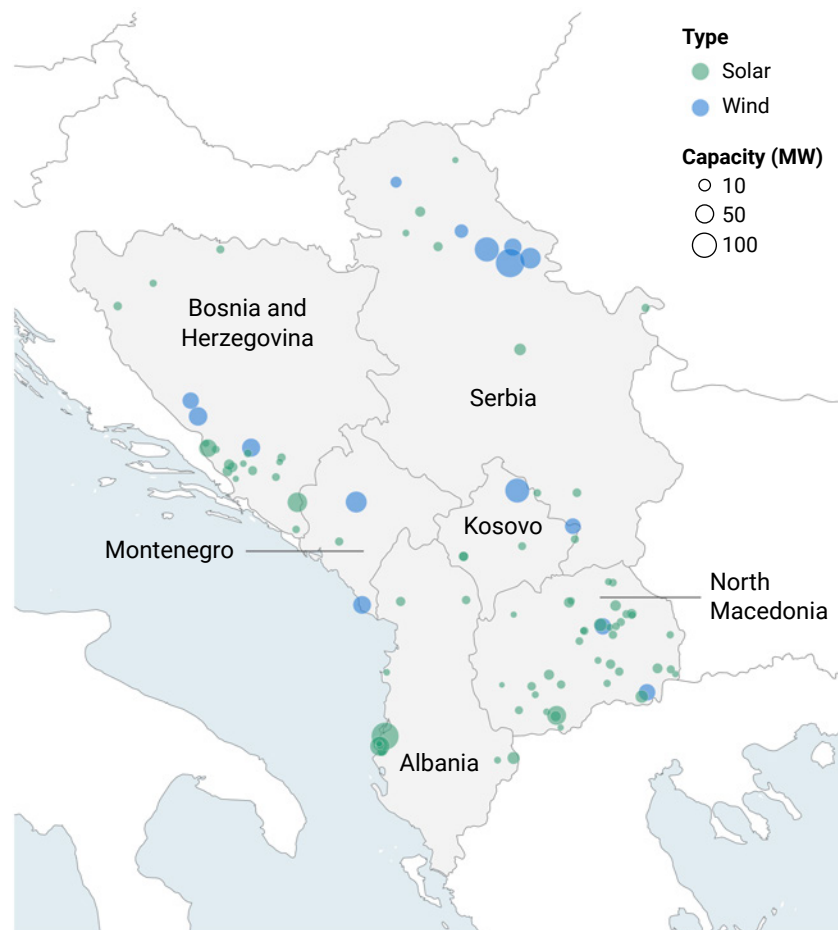 Type
Solar
Wind
Capacity (MW)
10
50
100
Bosnia and
Herzegovina
Serbia
Kosovo
Montenegro
North
Macedonia
Albania